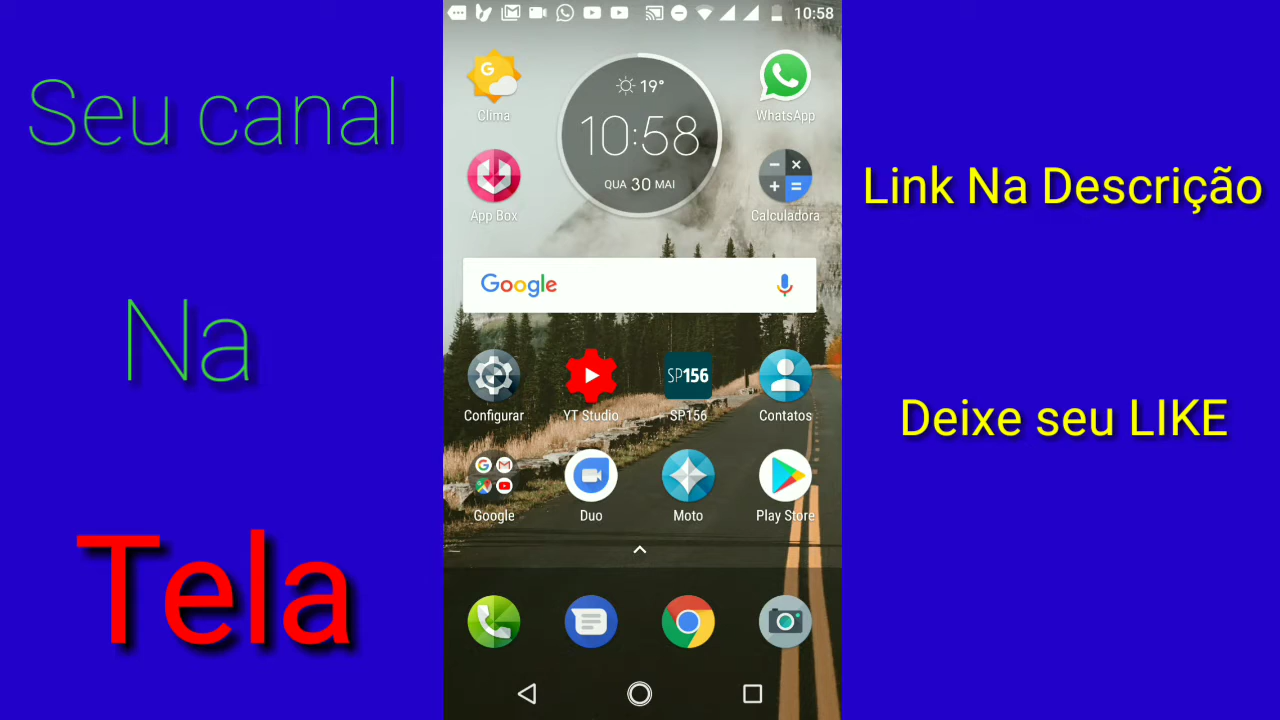 Seu canal
Na
Tela
10:58
Clima
19°
10:58
QUA 30 MAI
WhatsApp
App Box
Calculadora
Google
Configurar
YT Studio
SP156
SP156
Contatos
Google
Duo
Moto
Play Store
Link Na Descrição
Deixe seu LIKE